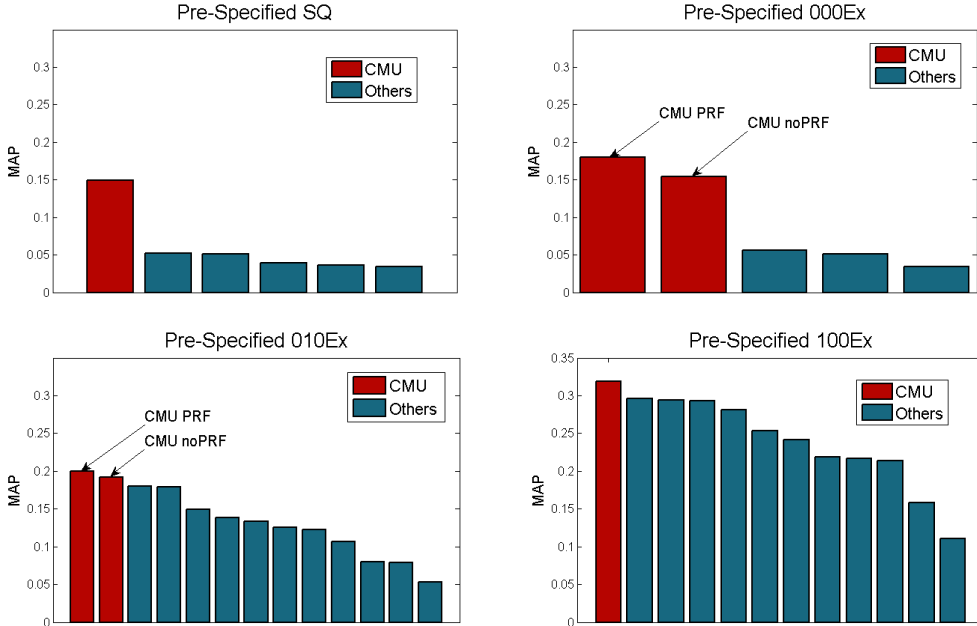 Pre-Specified SQ
MAP
0.3
0.25
0.2
0.15
0.1
0.05
0
CMU
Others
Pre-Specified 000Ex
MAP
0.3
0.25
0.2
0.15
0.1
0.05
0
CMU
Others
CMU PRF
CMU noPRF
Pre-Specified 010Ex
MAP
0.3
0.25
0.2
0.15
0.1
0.05
0
CMU
Others
CMU PRF
CMU noPRF
Pre-Specified 100Ex
MAP
0.35
0.3
0.25
0.2
0.15
0.1
0.05
0
CMU
Others